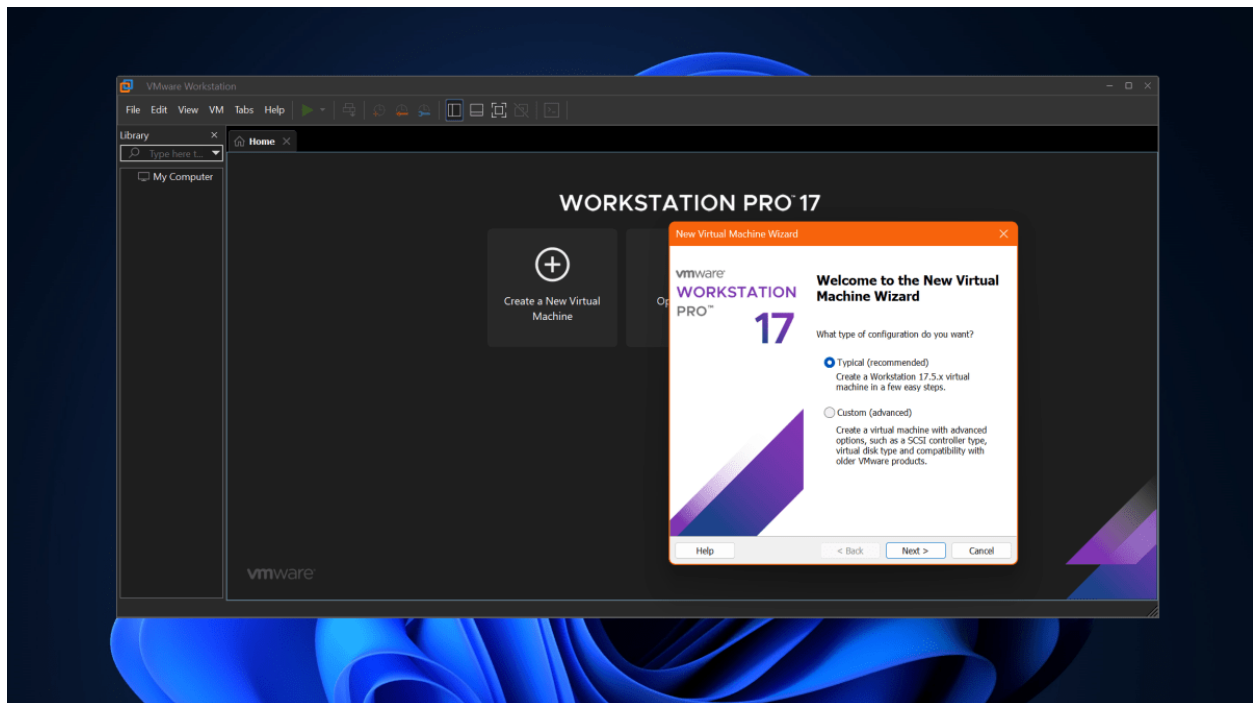 VMware Workstation
File Edit View VM Tabs Help
Library
Home
Type here t...
My Computer
WORKSTATION PRO™ 17
Create a New Virtual
Machine
vmware
New Virtual Machine Wizard
vmware
WORKSTATION
PRO™
17
Welcome to the New Virtual
Machine Wizard
What type of configuration do you want?
Typical (recommended)
Create a Workstation 17.5.x virtual
machine in a few easy steps.
Custom (advanced)
Create a virtual machine with advanced
options, such as a SCSI controller type,
virtual disk type and compatibility with
older VMware products.
Help
< Back
Next >
Cancel